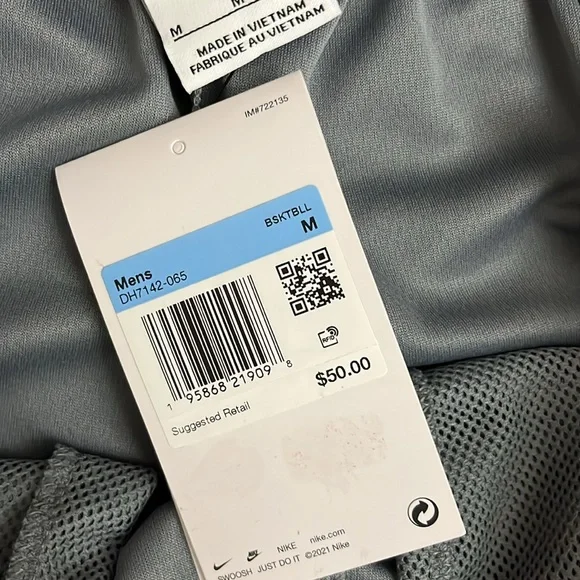 M
M
MADE IN VIETNAM
FABRIQUE AU VIETNAM
IM#722135
BSKTBLL
Mens
M
DH7142-065
RFID
1 95868 21909 8
$50.00
Suggested Retail
NIKE nike.com
SWOOSH JUST DO IT ©2021 Nike